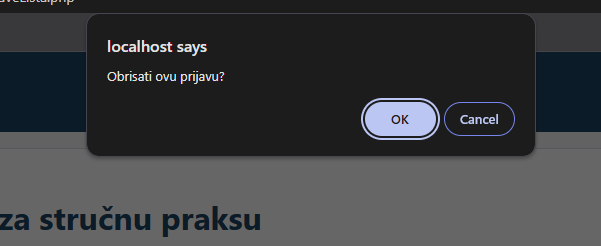 localhost says
Obrisati ovu prijavu?
OK
Cancel
za stručnu praksu